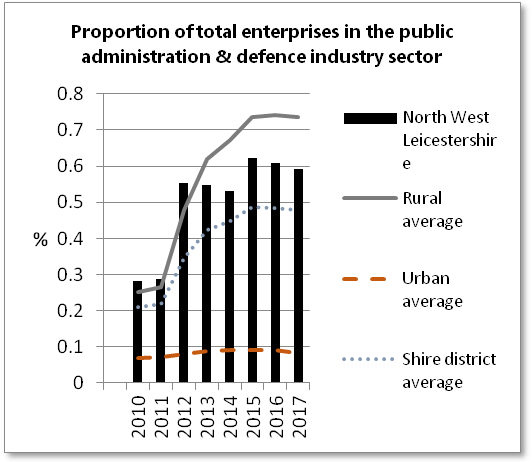 Proportion of total enterprises in the public
administration & defence industry sector
0.8
0.7
0.6
0.5
0.4
0.3
0.2
0.1
0
%
2010
2011
2012
2013
2014
2015
2016
2017
North West
Leicestershir
e
Rural
average
Urban
average
Shire district
average